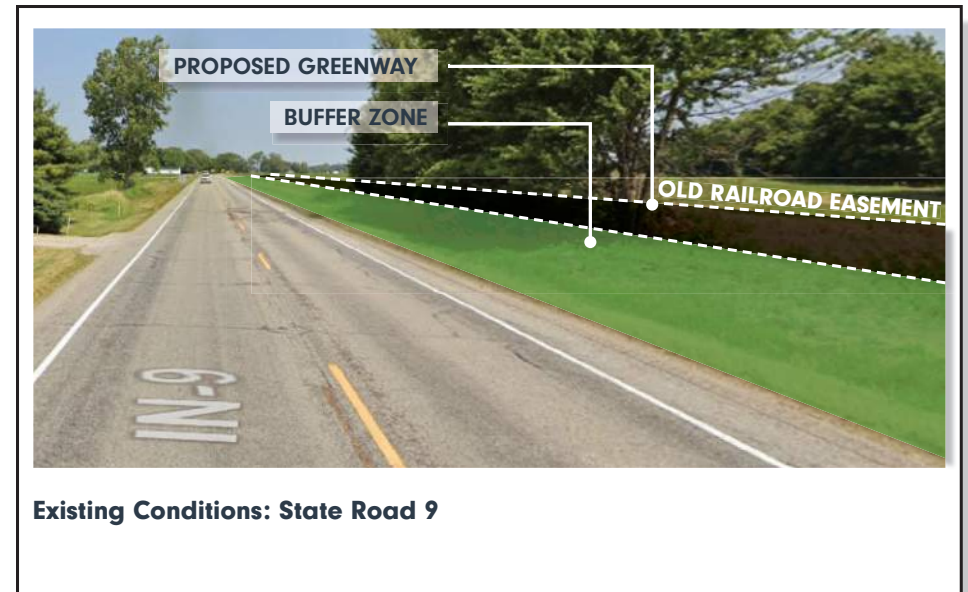 PROPOSED GREENWAY
BUFFER ZONE
OLD RAILROAD EASEMENT
IN-9
Existing Conditions: State Road 9